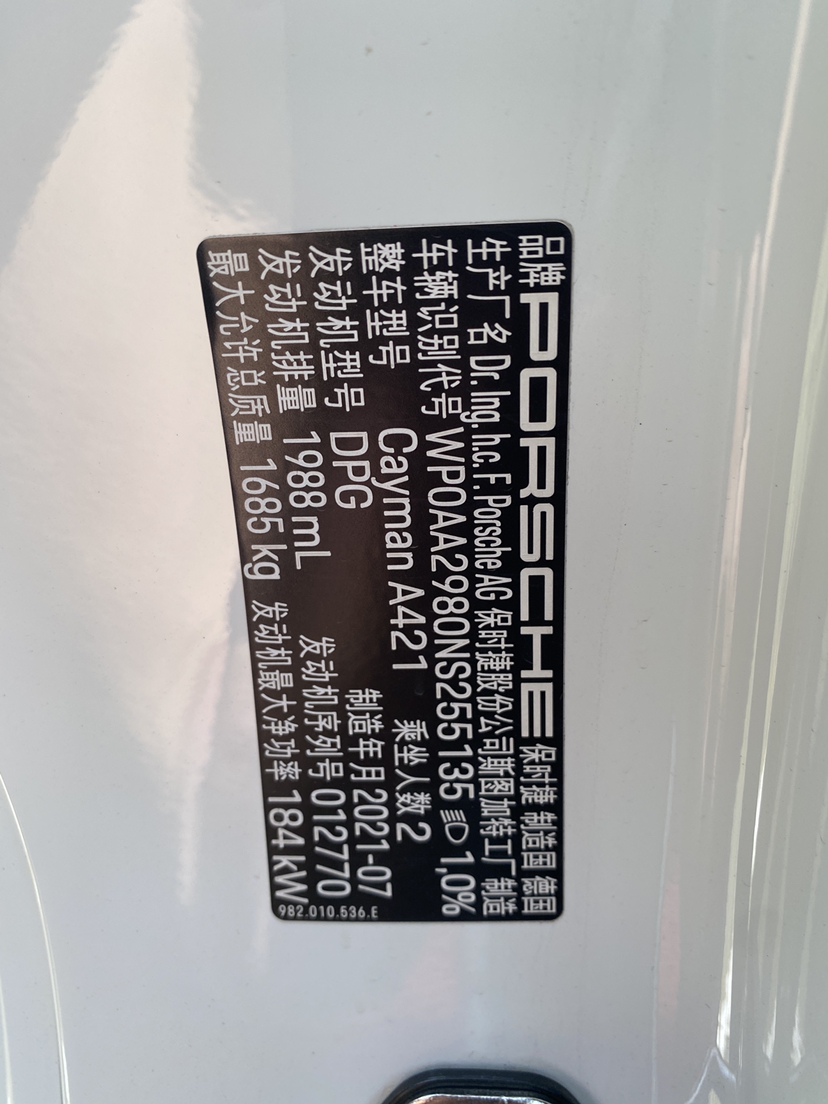 品牌 PORSCHE 保时捷 制造国 德国
生产厂名 Dr. Ing. h.c. F. Porsche AG 保时捷股份公司斯图加特工厂 制造
车辆识别代号 WP0AA2980NS255135 1,0%
整车型号 Cayman A421 乘坐人数 2
发动机型号 DPG 制造年月 2021-07
发动机排量 1988 mL 发动机序列号 012770
最大允许总质量 1685 kg 发动机最大净功率 184 kW
982.010.536.E